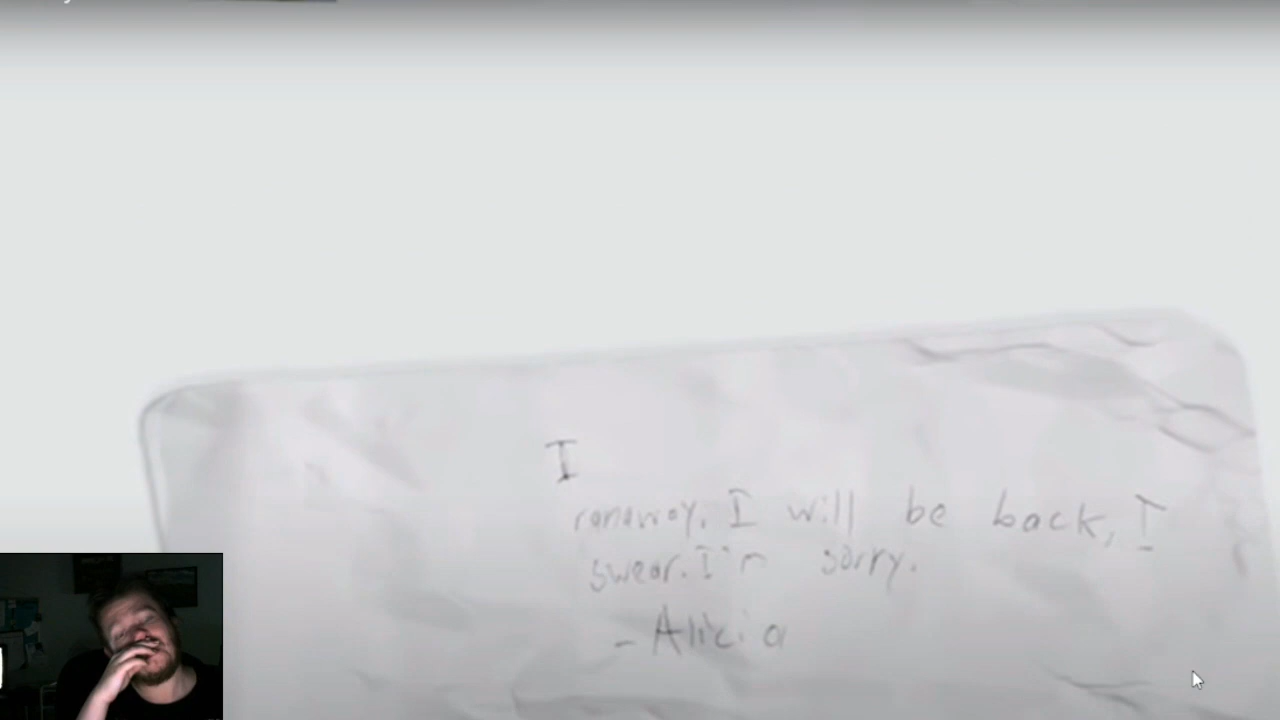 I
ranaway. I will be back, I
swear. I'm sorry.
- Alicia